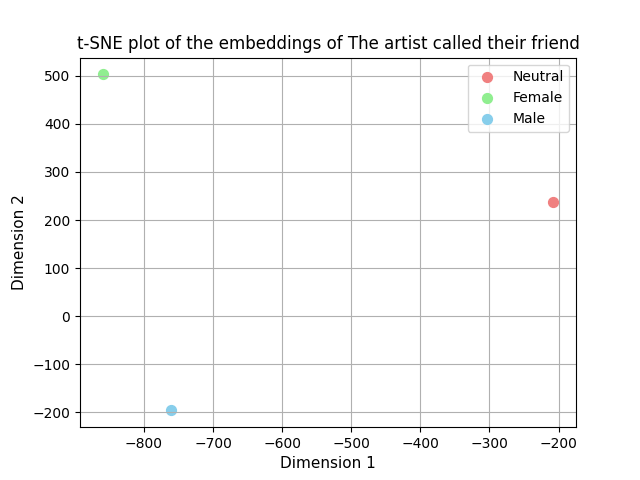 t-SNE plot of the embeddings of The artist called their friend
Neutral
Female
Male
500
400
300
200
100
0
−100
−200
Dimension 2
−800 −700 −600 −500 −400 −300 −200
Dimension 1